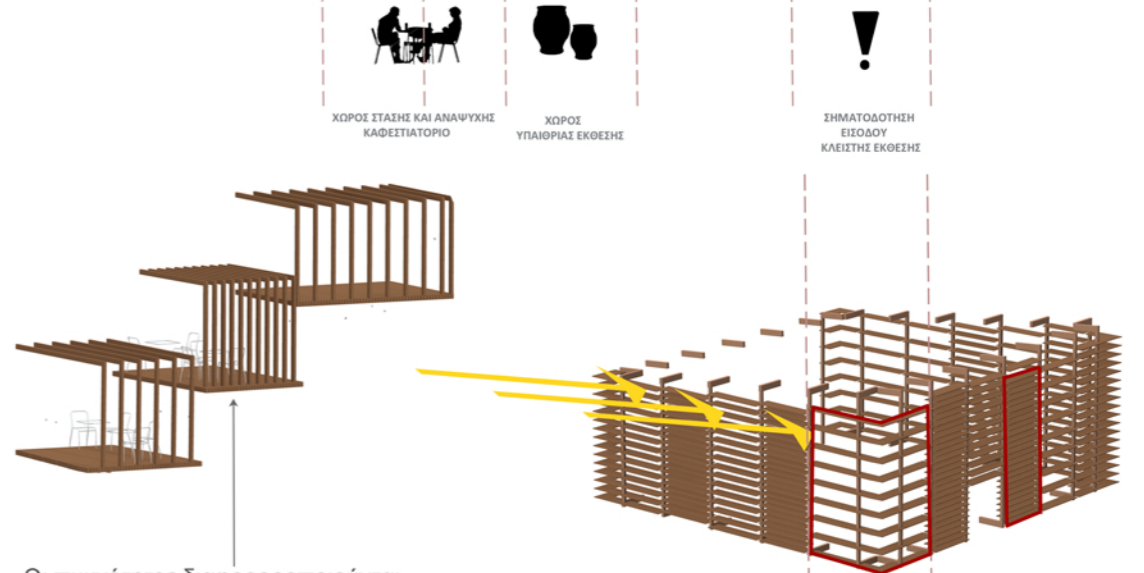 ΧΩΡΟΣ ΣΤΑΣΗΣ ΚΑΙ ΑΝΑΨΥΧΗΣ
ΚΑΦΕΣΤΙΑΤΟΡΙΟ
ΧΩΡΟΣ
ΥΠΑΙΘΡΙΑΣ ΕΚΘΕΣΗΣ
ΣΗΜΑΤΟΔΟΤΗΣΗ
ΕΙΣΟΔΟΥ
ΚΛΕΙΣΤΗΣ ΕΚΘΕΣΗΣ